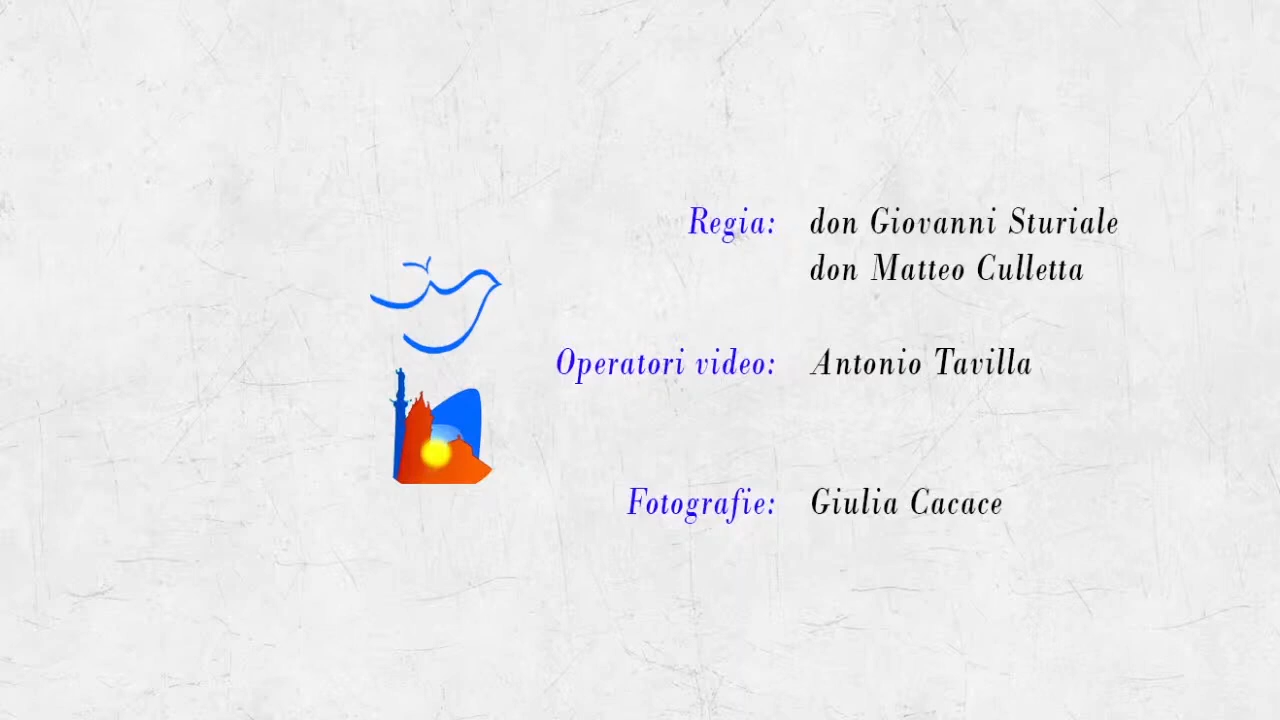 Regia: don Giovanni Sturiale
don Matteo Culletta
Operatori video: Antonio Tavilla
Fotografie: Giulia Cacace